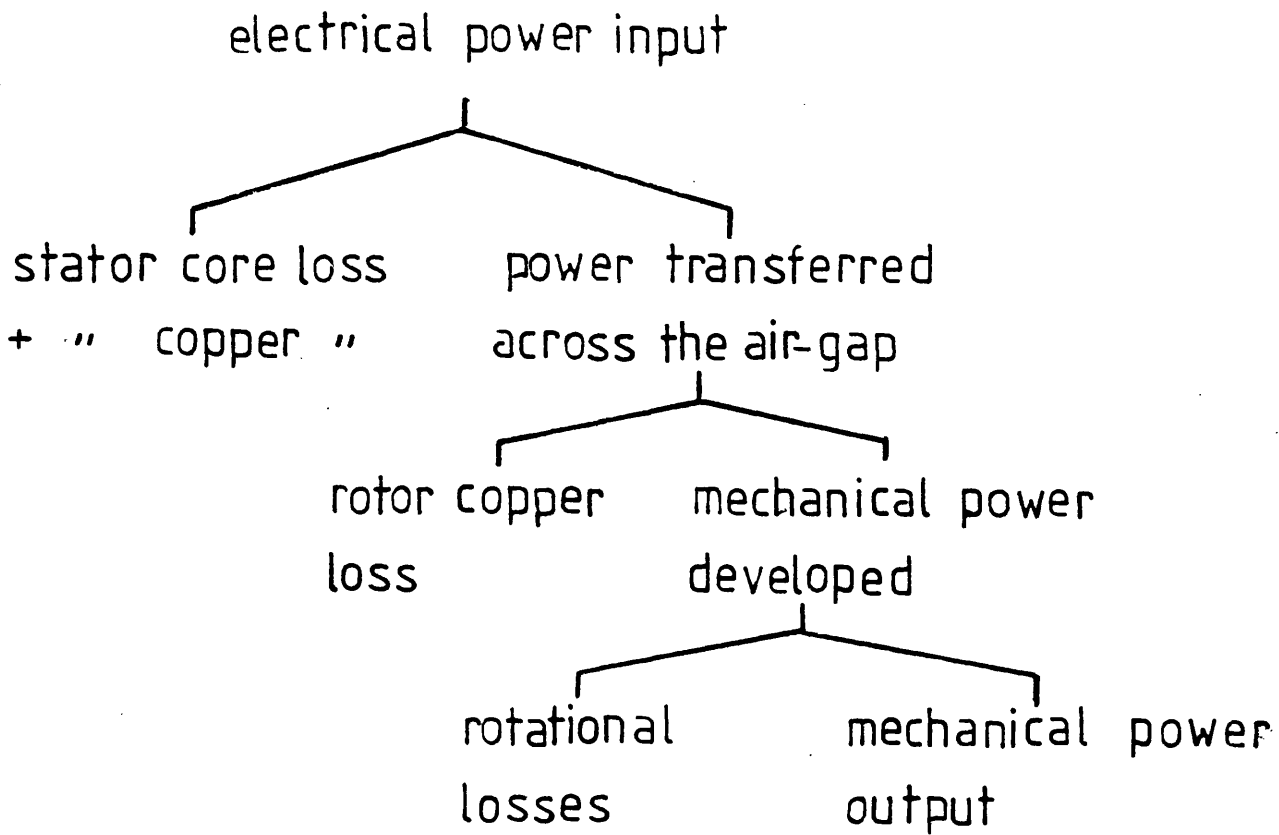 electrical power input
stator core loss
+ " copper "
power transferred
across the air-gap
rotor copper
loss
mechanical power
developed
rotational
losses
mechanical power
output